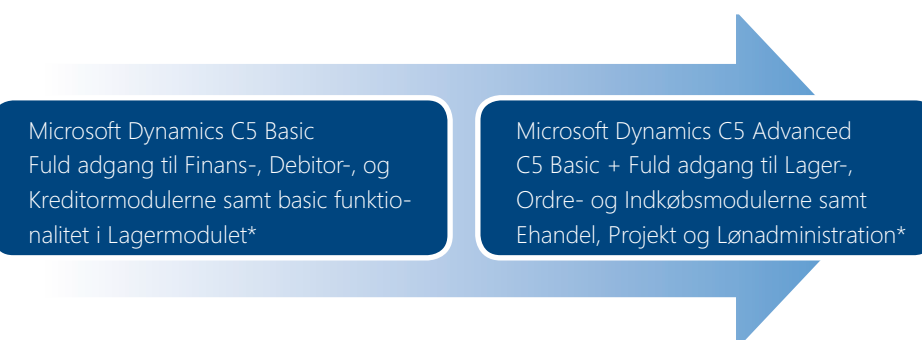 Microsoft Dynamics C5 Basic
Fuld adgang til Finans-, Debitor-, og
Kreditormodulerne samt basic funktio-
nalitet i Lagermodulet*
Microsoft Dynamics C5 Advanced
C5 Basic + Fuld adgang til Lager-,
Ordre- og Indkøbsmodulerne samt
Ehandel, Projekt og Lønadministration*